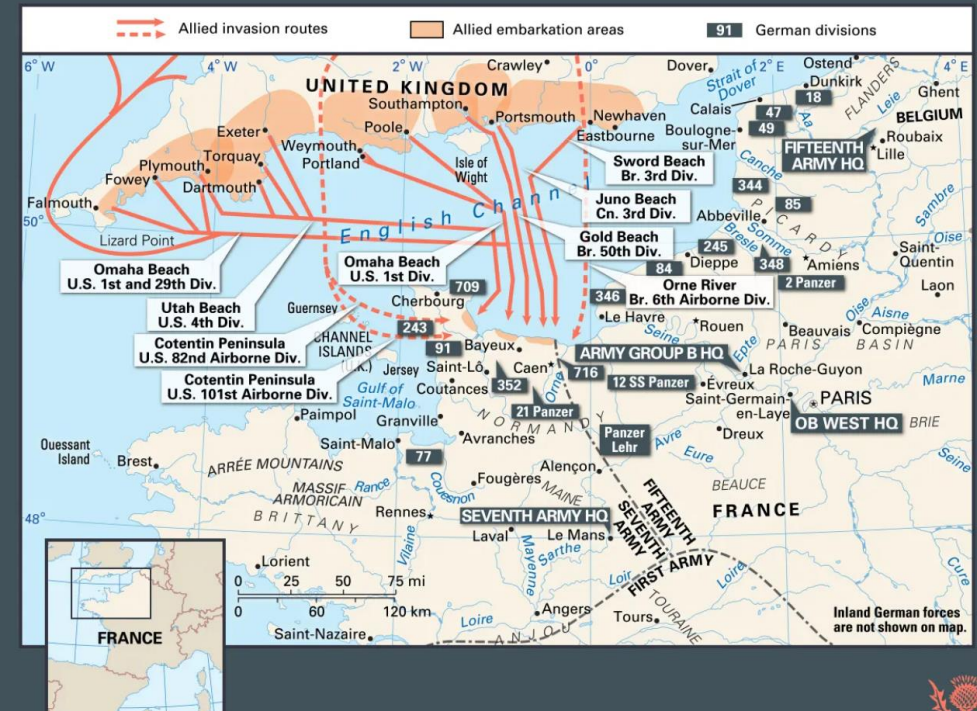 Allied invasion routes
Allied embarkation areas
91 German divisions
6° W
4° W
2° W
0°
2° E
4° E
Crawley
Dover
Strait of
Dover
Ostend
Dunkirk
18
FLANDERS
Ghent
UNITED KINGDOM
Southampton
Portsmouth
Newhaven
Eastbourne
Calais
47
49
Aa
Leie
BELGIUM
Boulogne-
sur-Mer
Roubaix
Lille
FIFTEENTH
ARMY HQ
Exeter
Poole
Weymouth
Portland
Plymouth
Torquay
Fowey
Dartmouth
Falmouth
Isle of
Wight
Sword Beach
Br. 3rd Div.
Canche
344
85
Juno Beach
Cn. 3rd Div.
Abbeville
PICARDY
Sambre
50°
Lizard Point
English Channel
Gold Beach
Br. 50th Div.
Somme
Bresle
245
Dieppe
348
Amiens
Oise
Saint-
Quentin
Omaha Beach
U.S. 1st and 29th Div.
Omaha Beach
U.S. 1st Div.
84
2 Panzer
Laon
Orne River
Br. 6th Airborne Div.
Utah Beach
U.S. 4th Div.
Guernsey
709
Cherbourg
346
Le Havre
Seine
Rouen
Oise
Aisne
Beauvais
Compiègne
PARIS BASIN
Cotentin Peninsula
U.S. 82nd Airborne Div.
CHANNEL
ISLANDS
(U.K.)
243
91
Bayeux
Epte
ARMY GROUP B HQ
La Roche-Guyon
Cotentin Peninsula
U.S. 101st Airborne Div.
Jersey
Saint-Lô
Caen
Orne
716
12 SS Panzer
Évreux
Marne
Gulf of
Saint-Malo
Coutances
352
21 Panzer
Saint-Germain-
en-Laye
PARIS
OB WEST HQ
BRIE
Paimpol
Granville
NORMANDY
Saint-Malo
Avranches
77
Panzer
Lehr
Avre
Eure
Dreux
Seine
Ouessant
Island
Brest
ARRÉE MOUNTAINS
Rance
Couesnon
Fougères
Alençon
MAINE
BEAUCE
MASSIF
ARMORICAIN
BRITTANY
Rennes
FIFTEENTH
ARMY
SEVENTH
ARMY
FRANCE
48°
SEVENTH ARMY HQ
Laval
Le Mans
Vilaine
Mayenne
Sarthe
Lorient
Loir
FIRST ARMY
Loire
Cure
0 25 50 75 mi
0 60 120 km
Angers
Tours
TOURAINE
Loire
ANJOU
Saint-Nazaire
Inland German forces
are not shown on map.
FRANCE